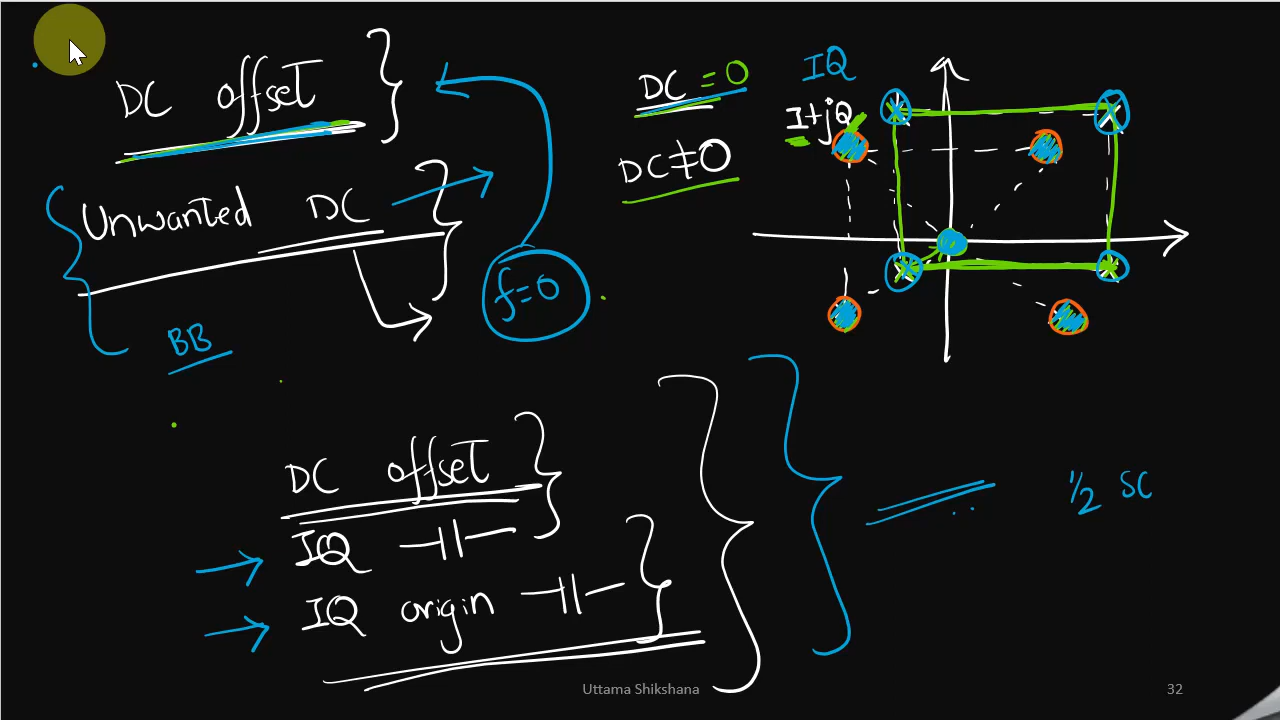 DC offset
Unwanted DC
BB
f=0
DC = 0
DC ≠ 0
IQ
I+jQ
DC offset
IQ ⊣⊢
IQ origin ⊣⊢
1/2 SC
Uttama Shikshana
32